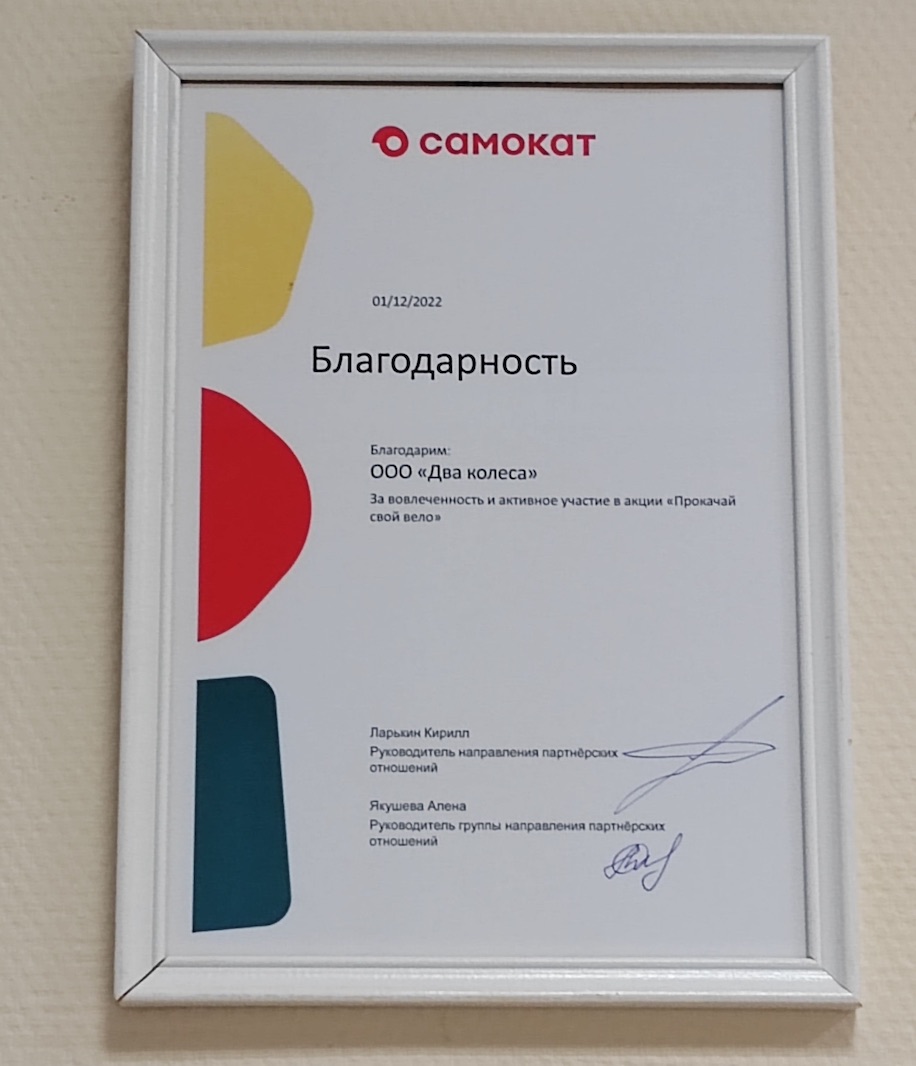 самокат
01/12/2022
Благодарность
Благодарим:
ООО «Два колеса»
За вовлеченность и активное участие в акции «Прокачай
свой вело»
Ларькин Кирилл
Руководитель направления партнёрских
отношений
Якушева Алена
Руководитель группы направления партнёрских
отношений